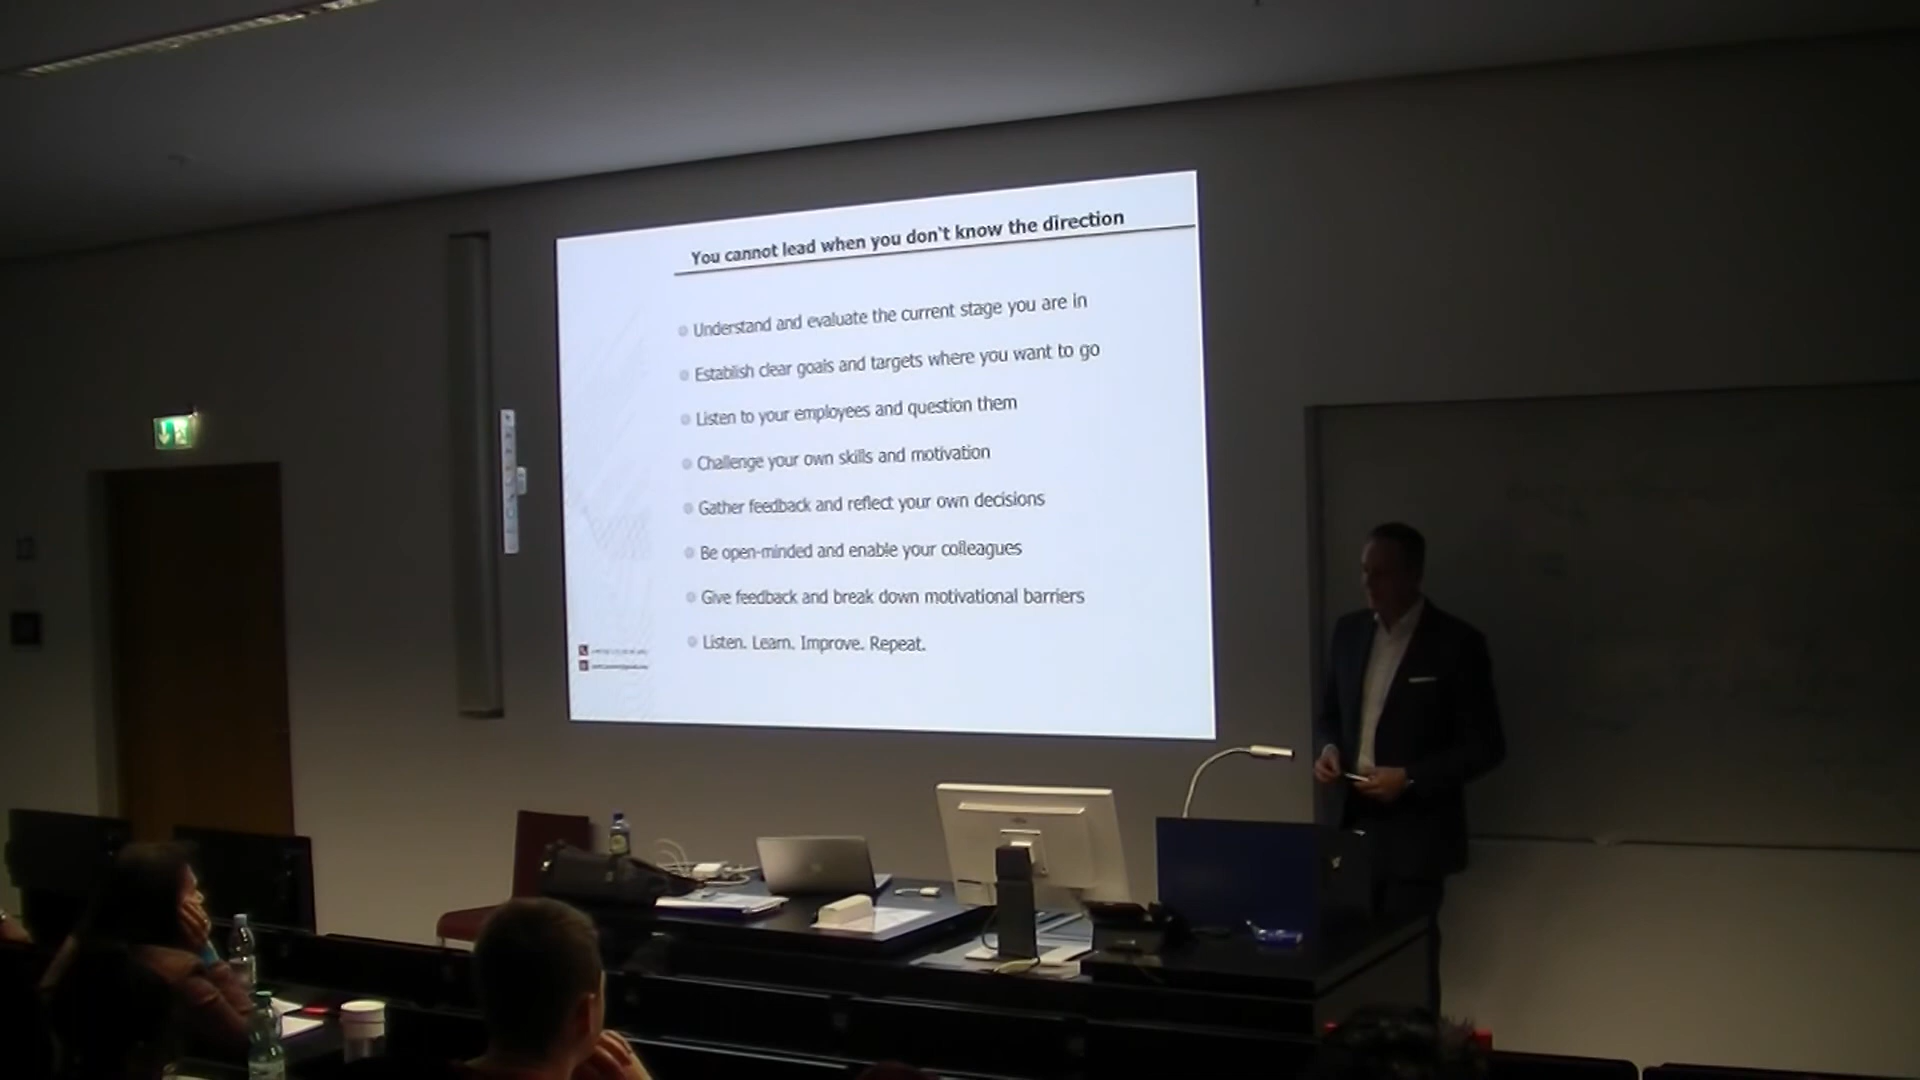 You cannot lead when you don't know the direction
Understand and evaluate the current stage you are in
Establish clear goals and targets where you want to go
Listen to your employees and question them
Challenge your own skills and motivation
Gather feedback and reflect your own decisions
Be open-minded and enable your colleagues
Give feedback and break down motivational barriers
Listen. Learn. Improve. Repeat.